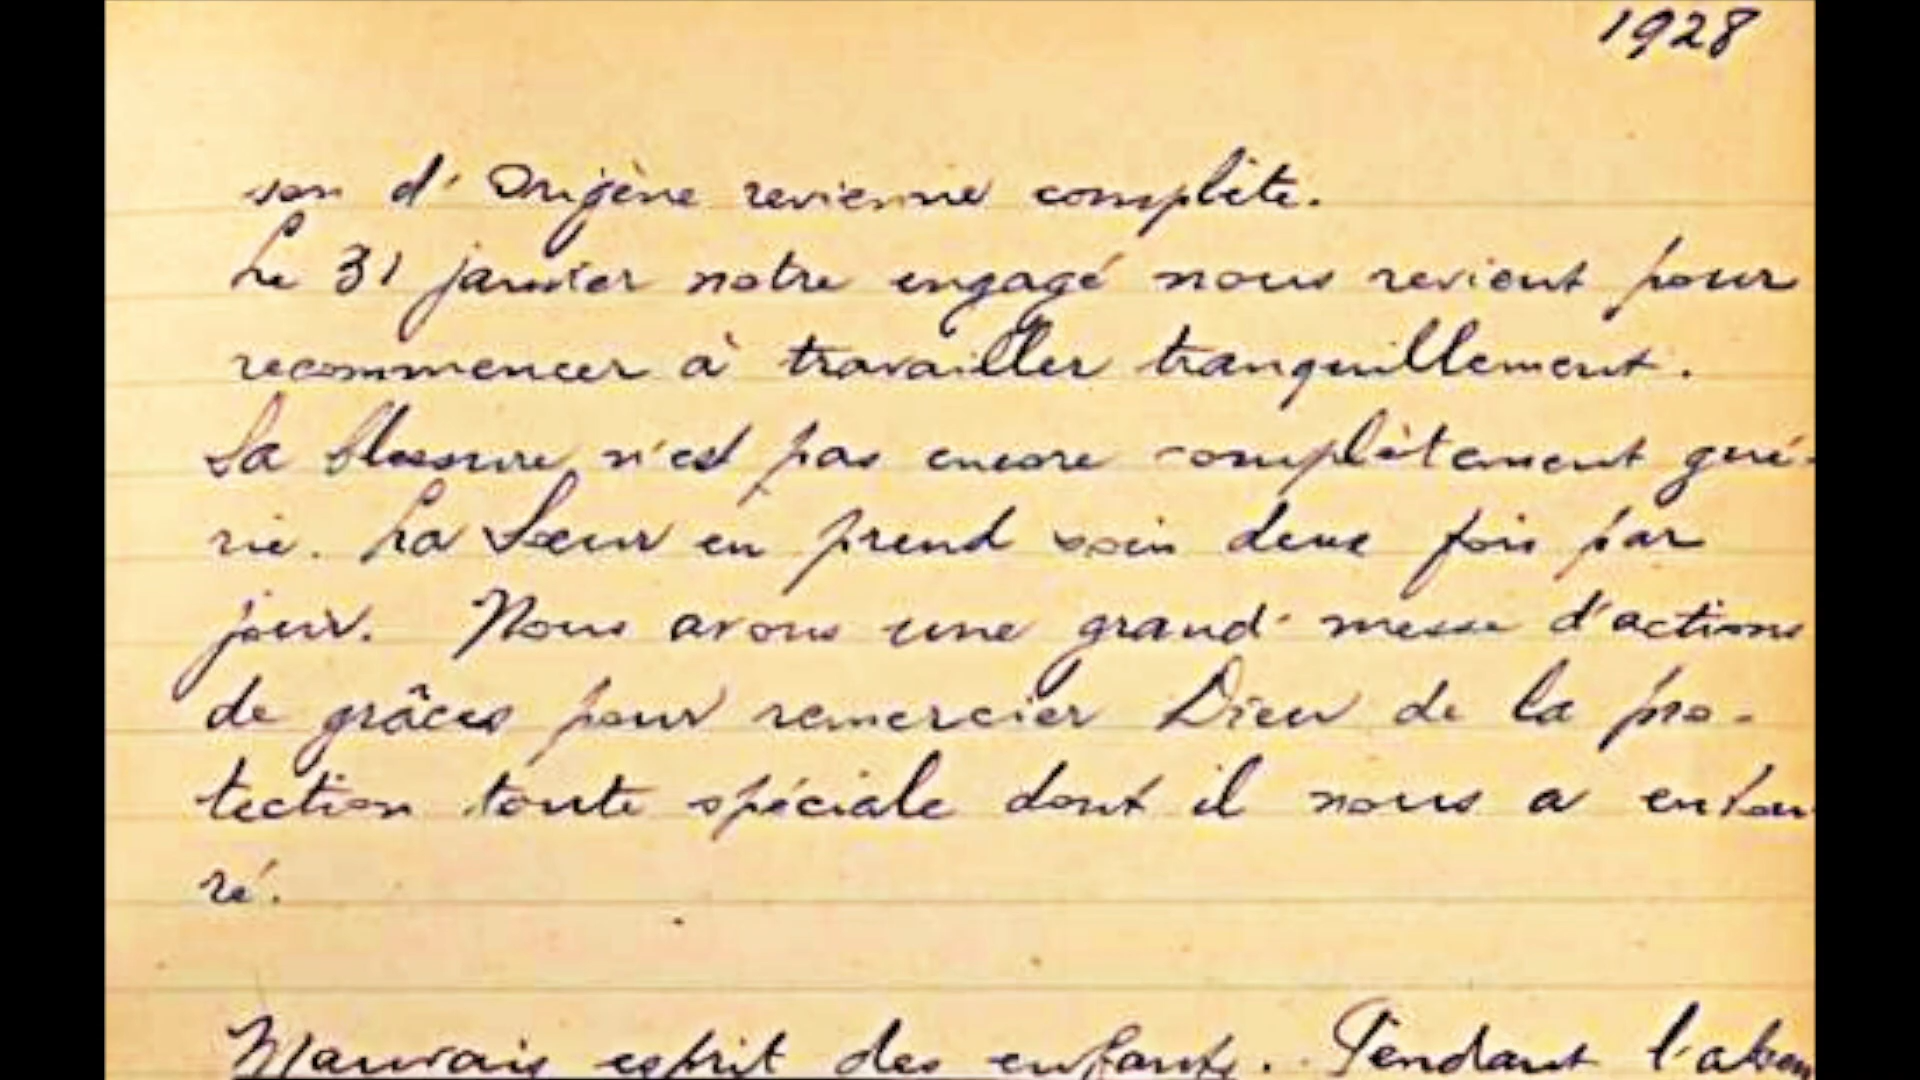 1928
son d'Origène revienne complète.
Le 31 janvier notre engagé nous revient pour
recommencer à travailler tranquillement.
Sa blessure n'est pas encore complètement gué-
rie. La Sœur en prend soin deux fois par
jour. Nous avons une grand' messe d'actions
de grâces pour remercier Dieu de la pro-
tection toute spéciale dont il nous a entou-
ré.
Mauvais esprit des enfants. Pendant l'absen